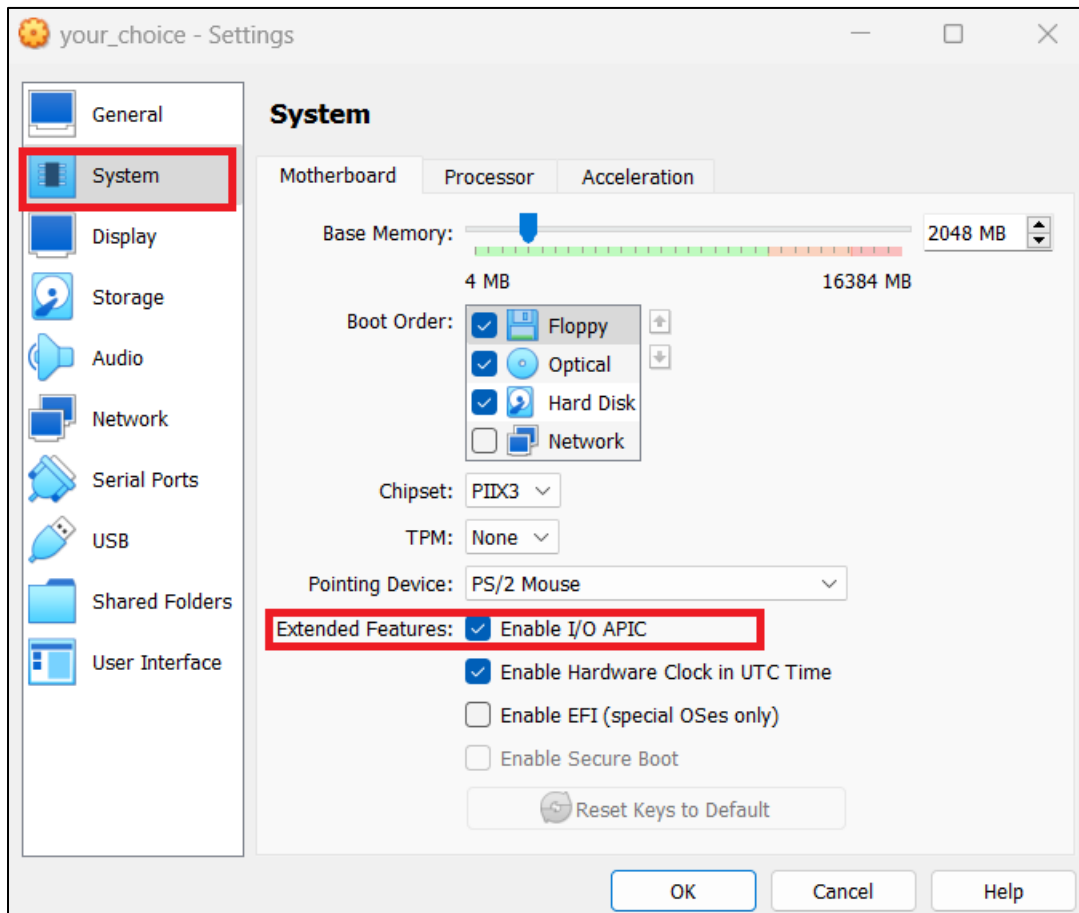 your_choice - Settings
General
System
Display
Storage
Audio
Network
Serial Ports
USB
Shared Folders
User Interface
System
Motherboard Processor Acceleration
Base Memory: 2048 MB
4 MB 16384 MB
Boot Order: Floppy
Optical
Hard Disk
Network
Chipset: PIIX3
TPM: None
Pointing Device: PS/2 Mouse
Extended Features: Enable I/O APIC
Enable Hardware Clock in UTC Time
Enable EFI (special OSes only)
Enable Secure Boot
Reset Keys to Default
OK Cancel Help